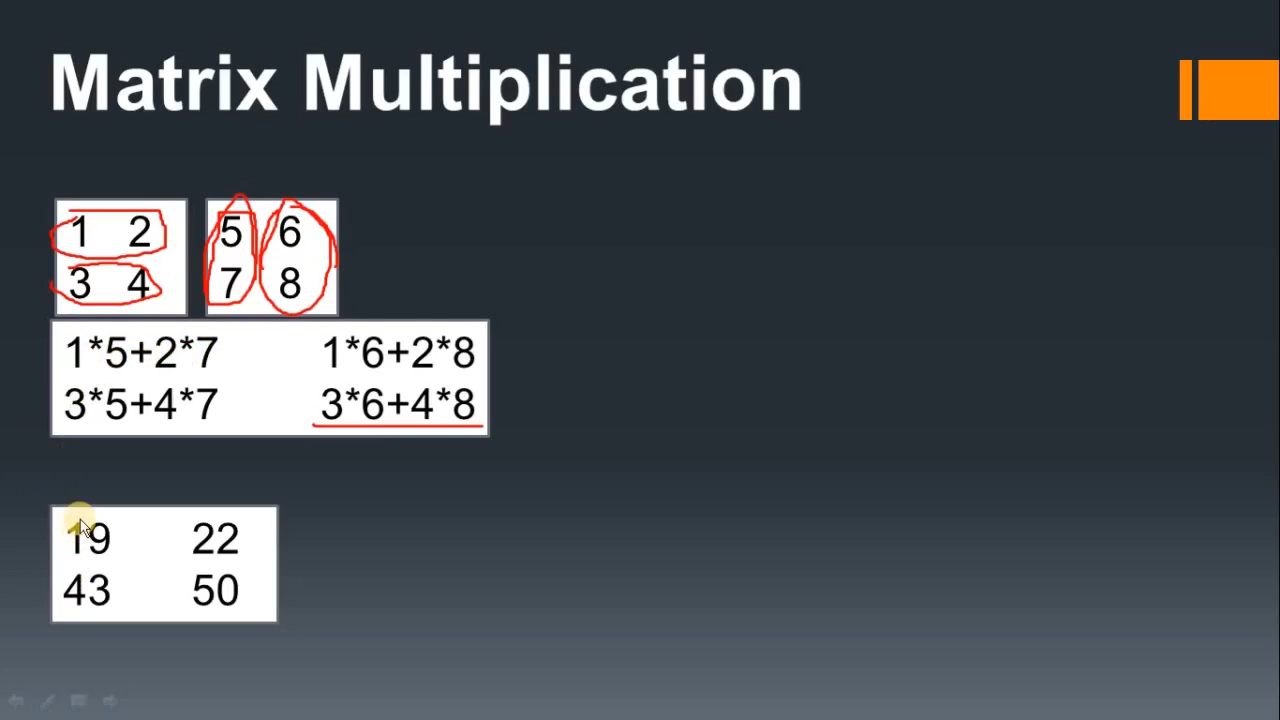 Matrix Multiplication
1 2 5 6
3 4 7 8
1*5+2*7 1*6+2*8
3*5+4*7 3*6+4*8
19 22
43 50